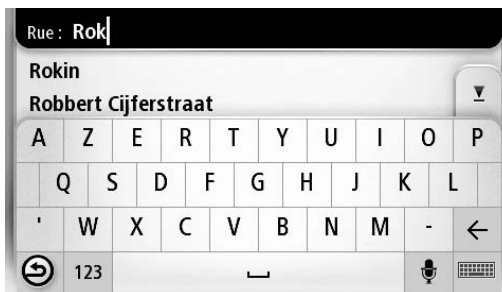 Rue : Rok
Rokin
Robbert Cijferstraat
A Z E R T Y U I O P
Q S D F G H J K L
' W X C V B N M -
123